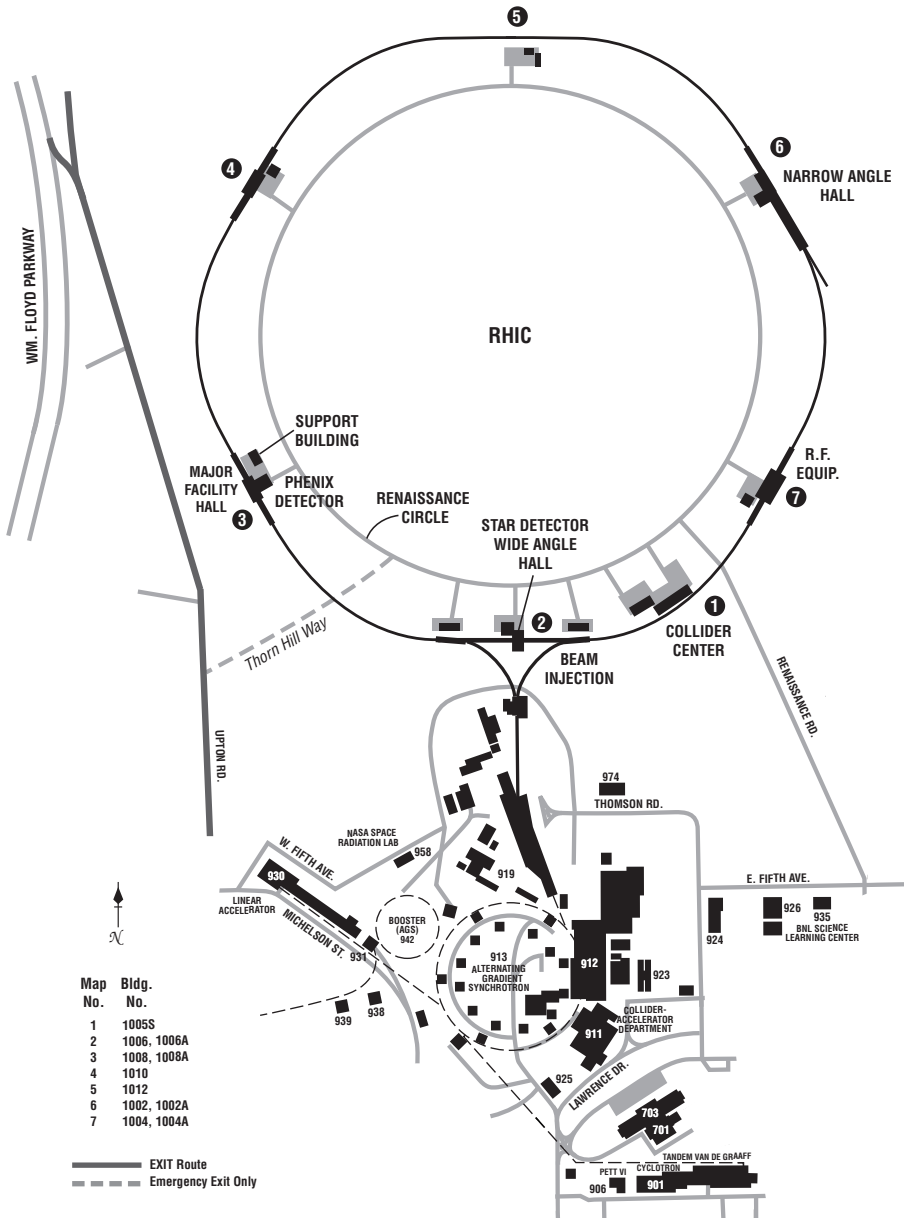 5
6
NARROW ANGLE
HALL
4
WM. FLOYD PARKWAY
RHIC
SUPPORT
BUILDING
MAJOR
FACILITY
HALL
PHENIX
DETECTOR
3
R.F.
EQUIP.
7
RENAISSANCE
CIRCLE
STAR DETECTOR
WIDE ANGLE
HALL
2
1
COLLIDER
CENTER
BEAM
INJECTION
Thorn Hill Way
RENAISSANCE RD.
UPTON RD.
974
THOMSON RD.
NASA SPACE
RADIATION LAB
958
W. FIFTH AVE.
930
919
E. FIFTH AVE.
LINEAR
ACCELERATOR
MICHELSON ST.
BOOSTER
(AGS)
942
931
924
926
935
BNL SCIENCE
LEARNING CENTER
913
ALTERNATING
GRADIENT
SYNCHROTRON
912
923
N
939
938
COLLIDER-
ACCELERATOR
DEPARTMENT
911
925
LAWRENCE DR.
703
701
TANDEM VAN DE GRAAFF
PETT VI
CYCLOTRON
906
901
Map Bldg.
No. No.
1 1005S
2 1006, 1006A
3 1008, 1008A
4 1010
5 1012
6 1002, 1002A
7 1004, 1004A
EXIT Route
Emergency Exit Only